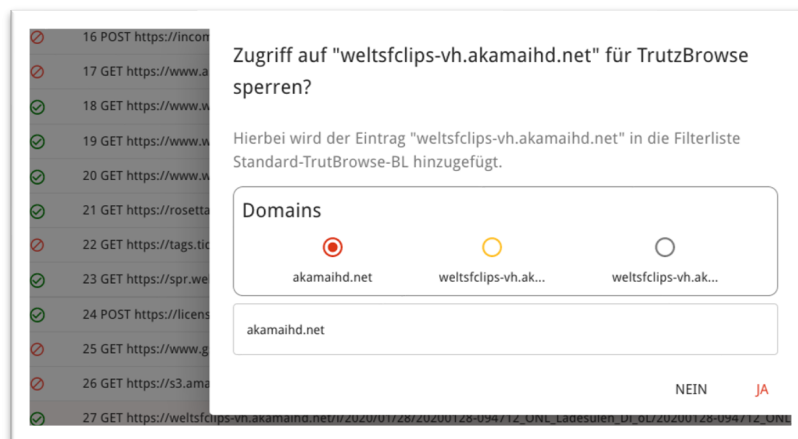 16 POST https://incom
17 GET https://www.a
18 GET https://www.w
19 GET https://www.w
20 GET https://www.w
21 GET https://rosetta
22 GET https://tags.tic
23 GET https://spr.we
24 POST https://licens
25 GET https://www.g
26 GET https://s3.ama
27 GET https://weltsfclips-vh.akamaihd.net/i/2020/01/28/20200128-094712_ONL_Ladesulen_DI_oL/20200128-094712_ONL
Zugriff auf "weltsfclips-vh.akamaihd.net" für TrutzBrowse
sperren?
Hierbei wird der Eintrag "weltsfclips-vh.akamaihd.net" in die Filterliste
Standard-TrutBrowse-BL hinzugefügt.
Domains
akamaihd.net weltsfclips-vh.ak... weltsfclips-vh.ak...
akamaihd.net
NEIN JA